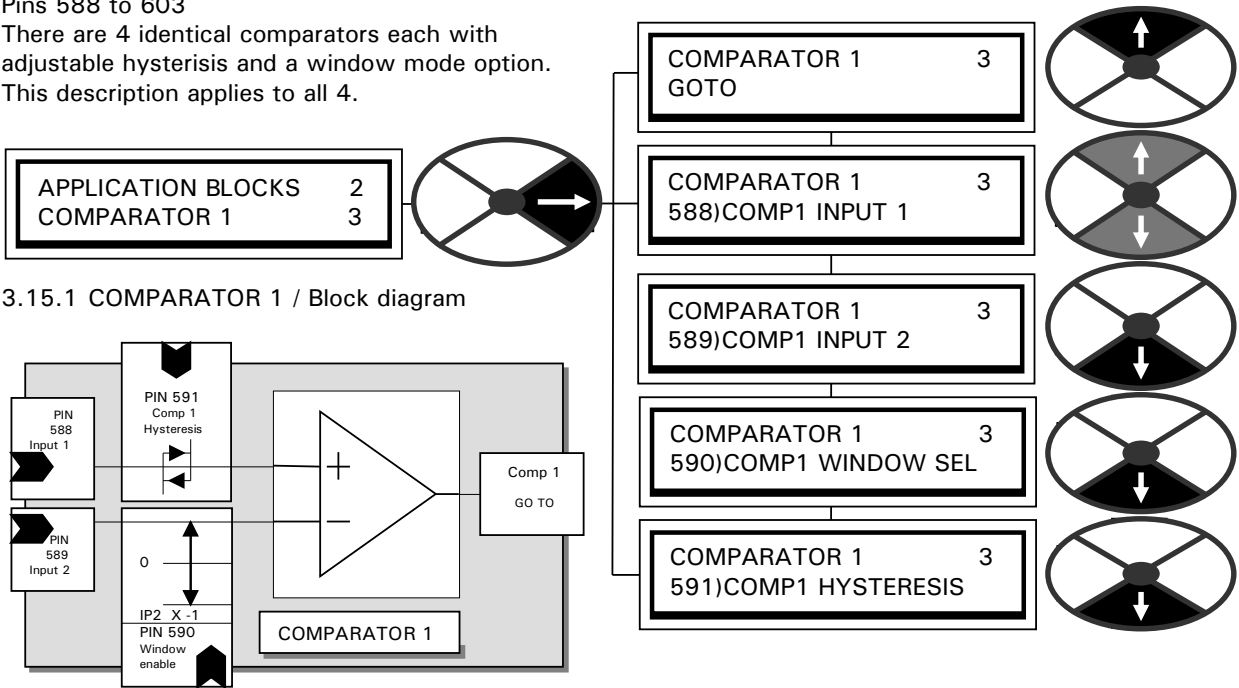 Pins 588 to 603
There are 4 identical comparators each with
adjustable hysterisis and a window mode option.
This description applies to all 4.
APPLICATION BLOCKS 2
COMPARATOR 1 3
COMPARATOR 1 3
GOTO
COMPARATOR 1 3
588)COMP1 INPUT 1
COMPARATOR 1 3
589)COMP1 INPUT 2
COMPARATOR 1 3
590)COMP1 WINDOW SEL
COMPARATOR 1 3
591)COMP1 HYSTERESIS
3.15.1 COMPARATOR 1 / Block diagram
PIN
588
Input 1
PIN 591
Comp 1
Hysteresis
+
−
Comp 1
GO TO
PIN
589
Input 2
0
IP2 X -1
PIN 590
Window
enable
COMPARATOR 1